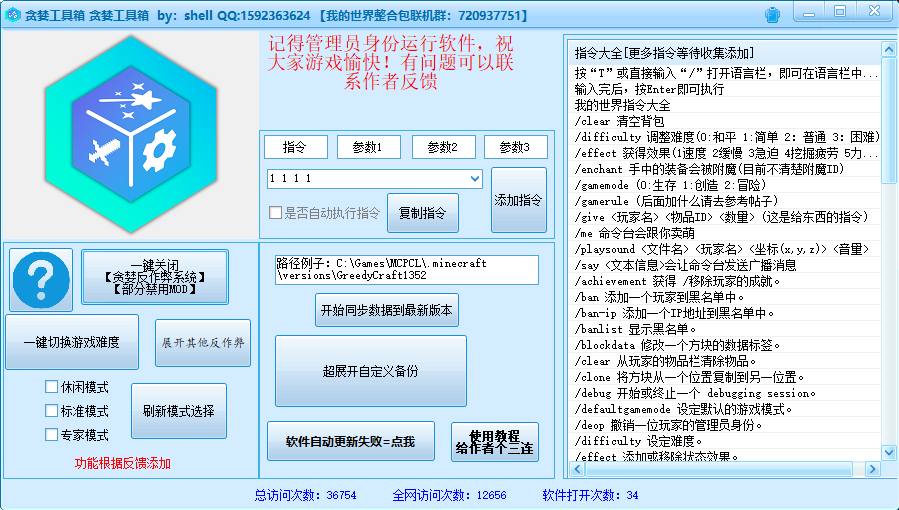 贪婪工具箱 贪婪工具箱 by：shell QQ:1592363624 【我的世界整合包联机群：720937751】
记得管理员身份运行软件，祝
大家游戏愉快！有问题可以联
系作者反馈
指令
参数1
参数2
参数3
1 1 1 1
添加指令
是否自动执行指令
复制指令
一键关闭
【贪婪反作弊系统】
【部分禁用MOD】
一键切换游戏难度
展开其他反作弊
休闲模式
标准模式
专家模式
刷新模式选择
功能根据反馈添加
路径例子：C:\Games\MCPCL\.minecraft
\versions\GreedyCraft1352
开始同步数据到最新版本
超展开自定义备份
软件自动更新失败=点我
使用教程
给作者个三连
指令大全[更多指令等待收集添加]
按“T”或直接输入“/”打开语言栏，即可在语言栏中...
输入完后，按Enter即可执行
我的世界指令大全
/clear 清空背包
/difficulty 调整难度(0:和平 1:简单 2：普通 3：困难)
/effect 获得效果(1速度 2缓慢 3急迫 4挖掘疲劳 5力...
/enchant 手中的装备会被附魔(目前不清楚附魔ID)
/gamemode (0:生存 1:创造 2:冒险)
/gamerule (后面加什么请去参考帖子)
/give <玩家名> <物品ID> <数量> (这是给东西的指令)
/me 命令台会跟你卖萌
/playsound <文件名> <玩家名> <坐标(x,y,z)> <音量>
/say <文本信息>会让命令台发送广播消息
/achievement 获得 /移除玩家的成就。
/ban 添加一个玩家到黑名单中。
/ban-ip 添加一个IP地址到黑名单中。
/banlist 显示黑名单。
/blockdata 修改一个方块的数据标签。
/clear 从玩家的物品栏清除物品。
/clone 将方块从一个位置复制到另一位置。
/debug 开始或终止一个 debugging session。
/defaultgamemode 设定默认的游戏模式。
/deop 撤销一位玩家的管理员身份。
/difficulty 设定难度。
/effect 添加或移除状态效果。
总访问次数：36754
全网访问次数：12656
软件打开次数：34